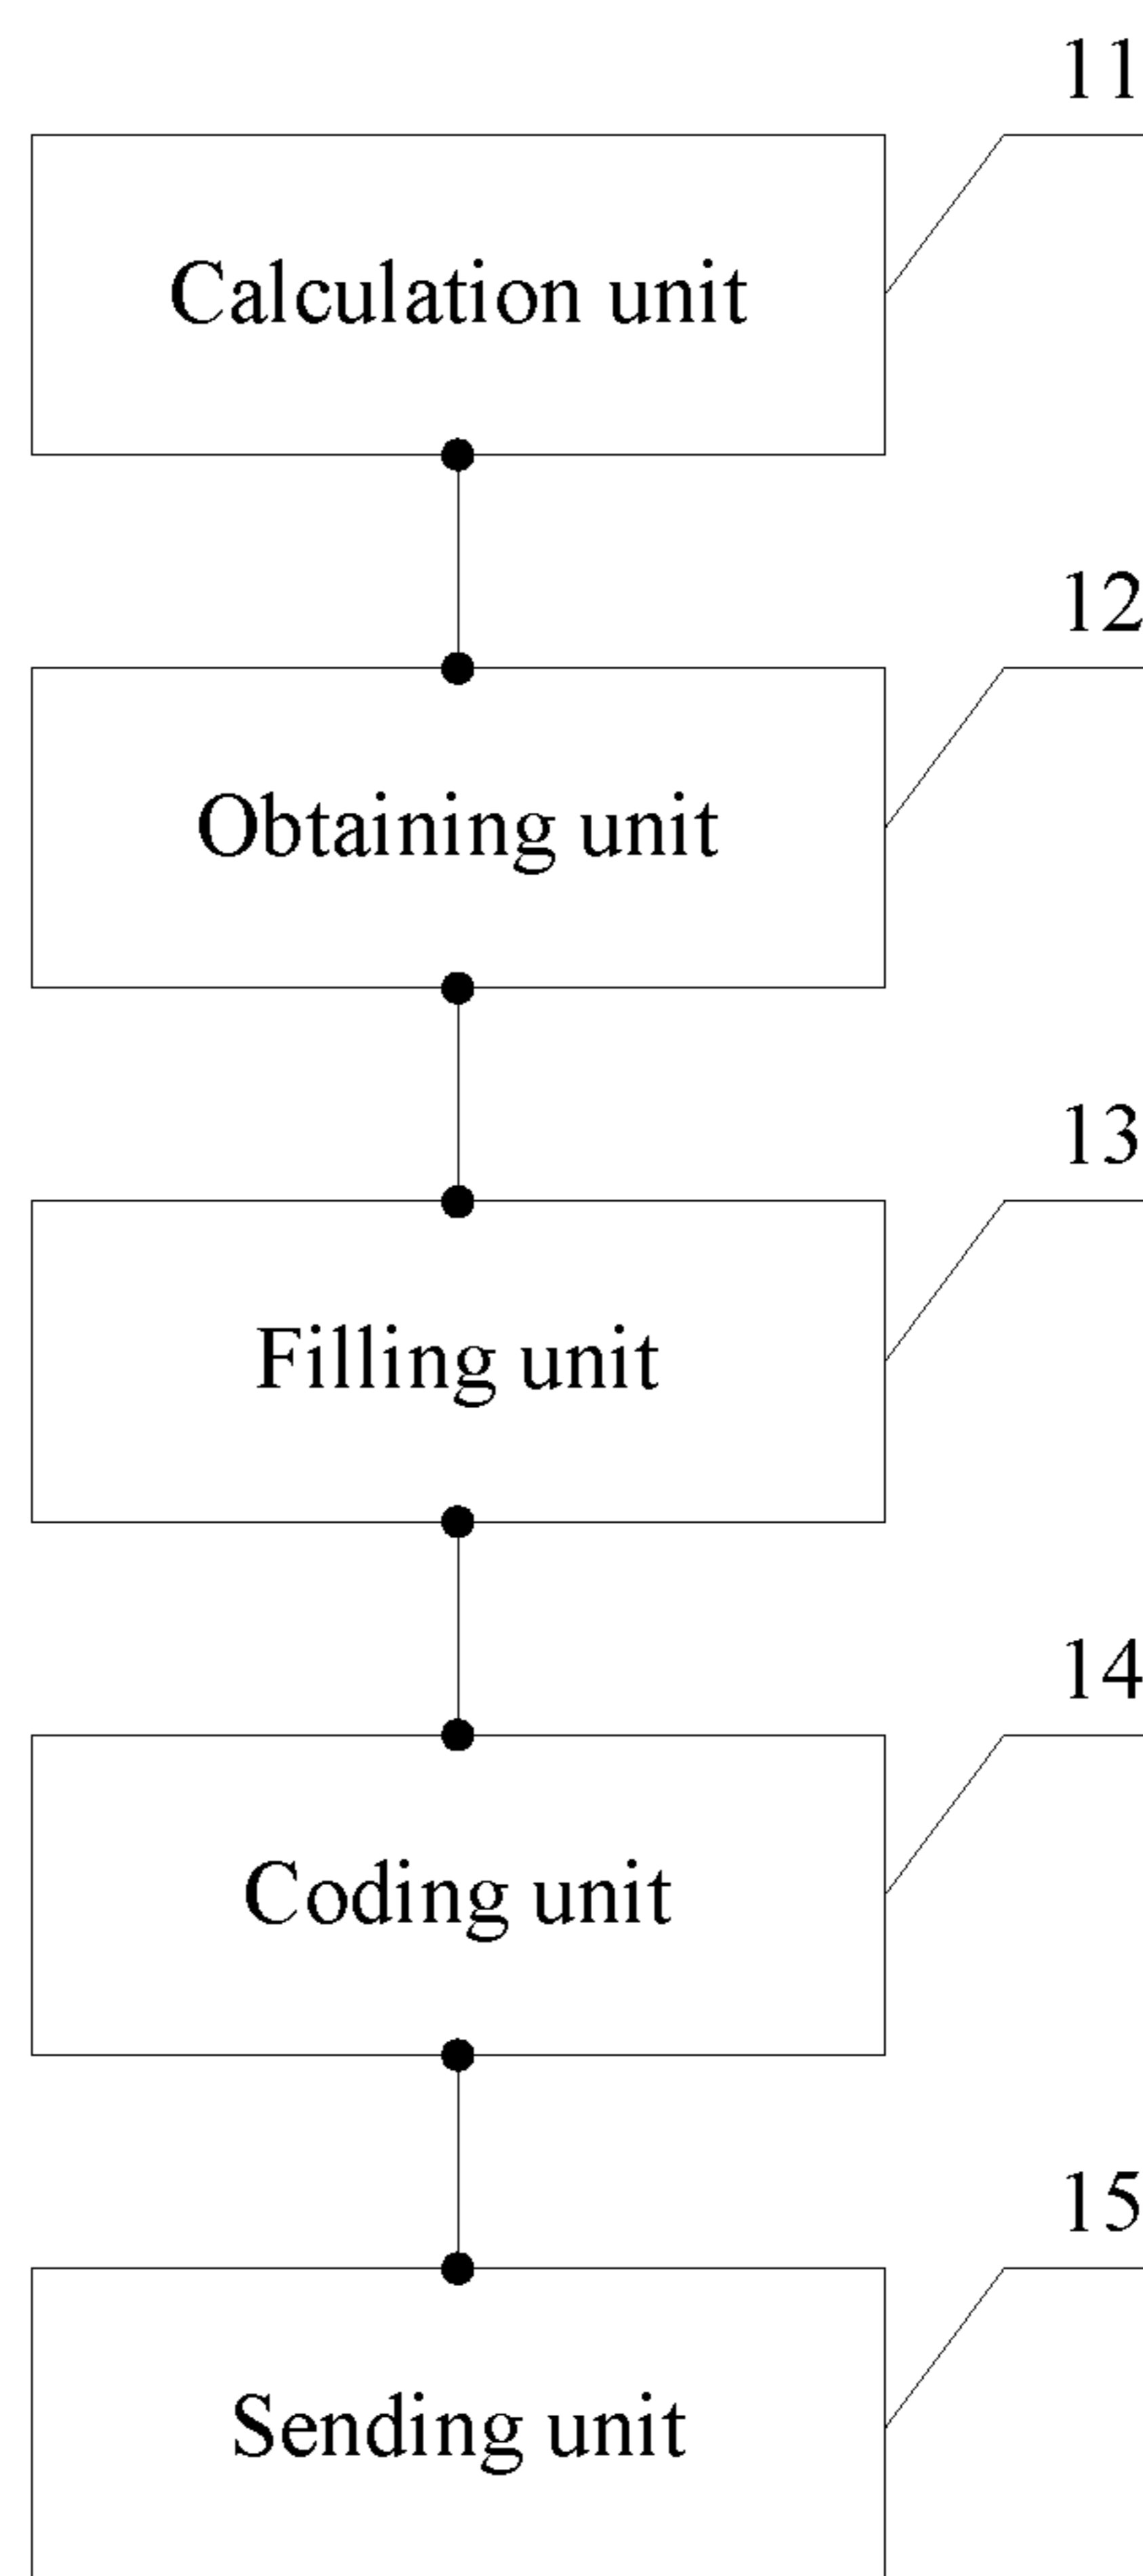 11
Calculation unit
12
Obtaining unit
13
Filling unit
14
Coding unit
15
Sending unit